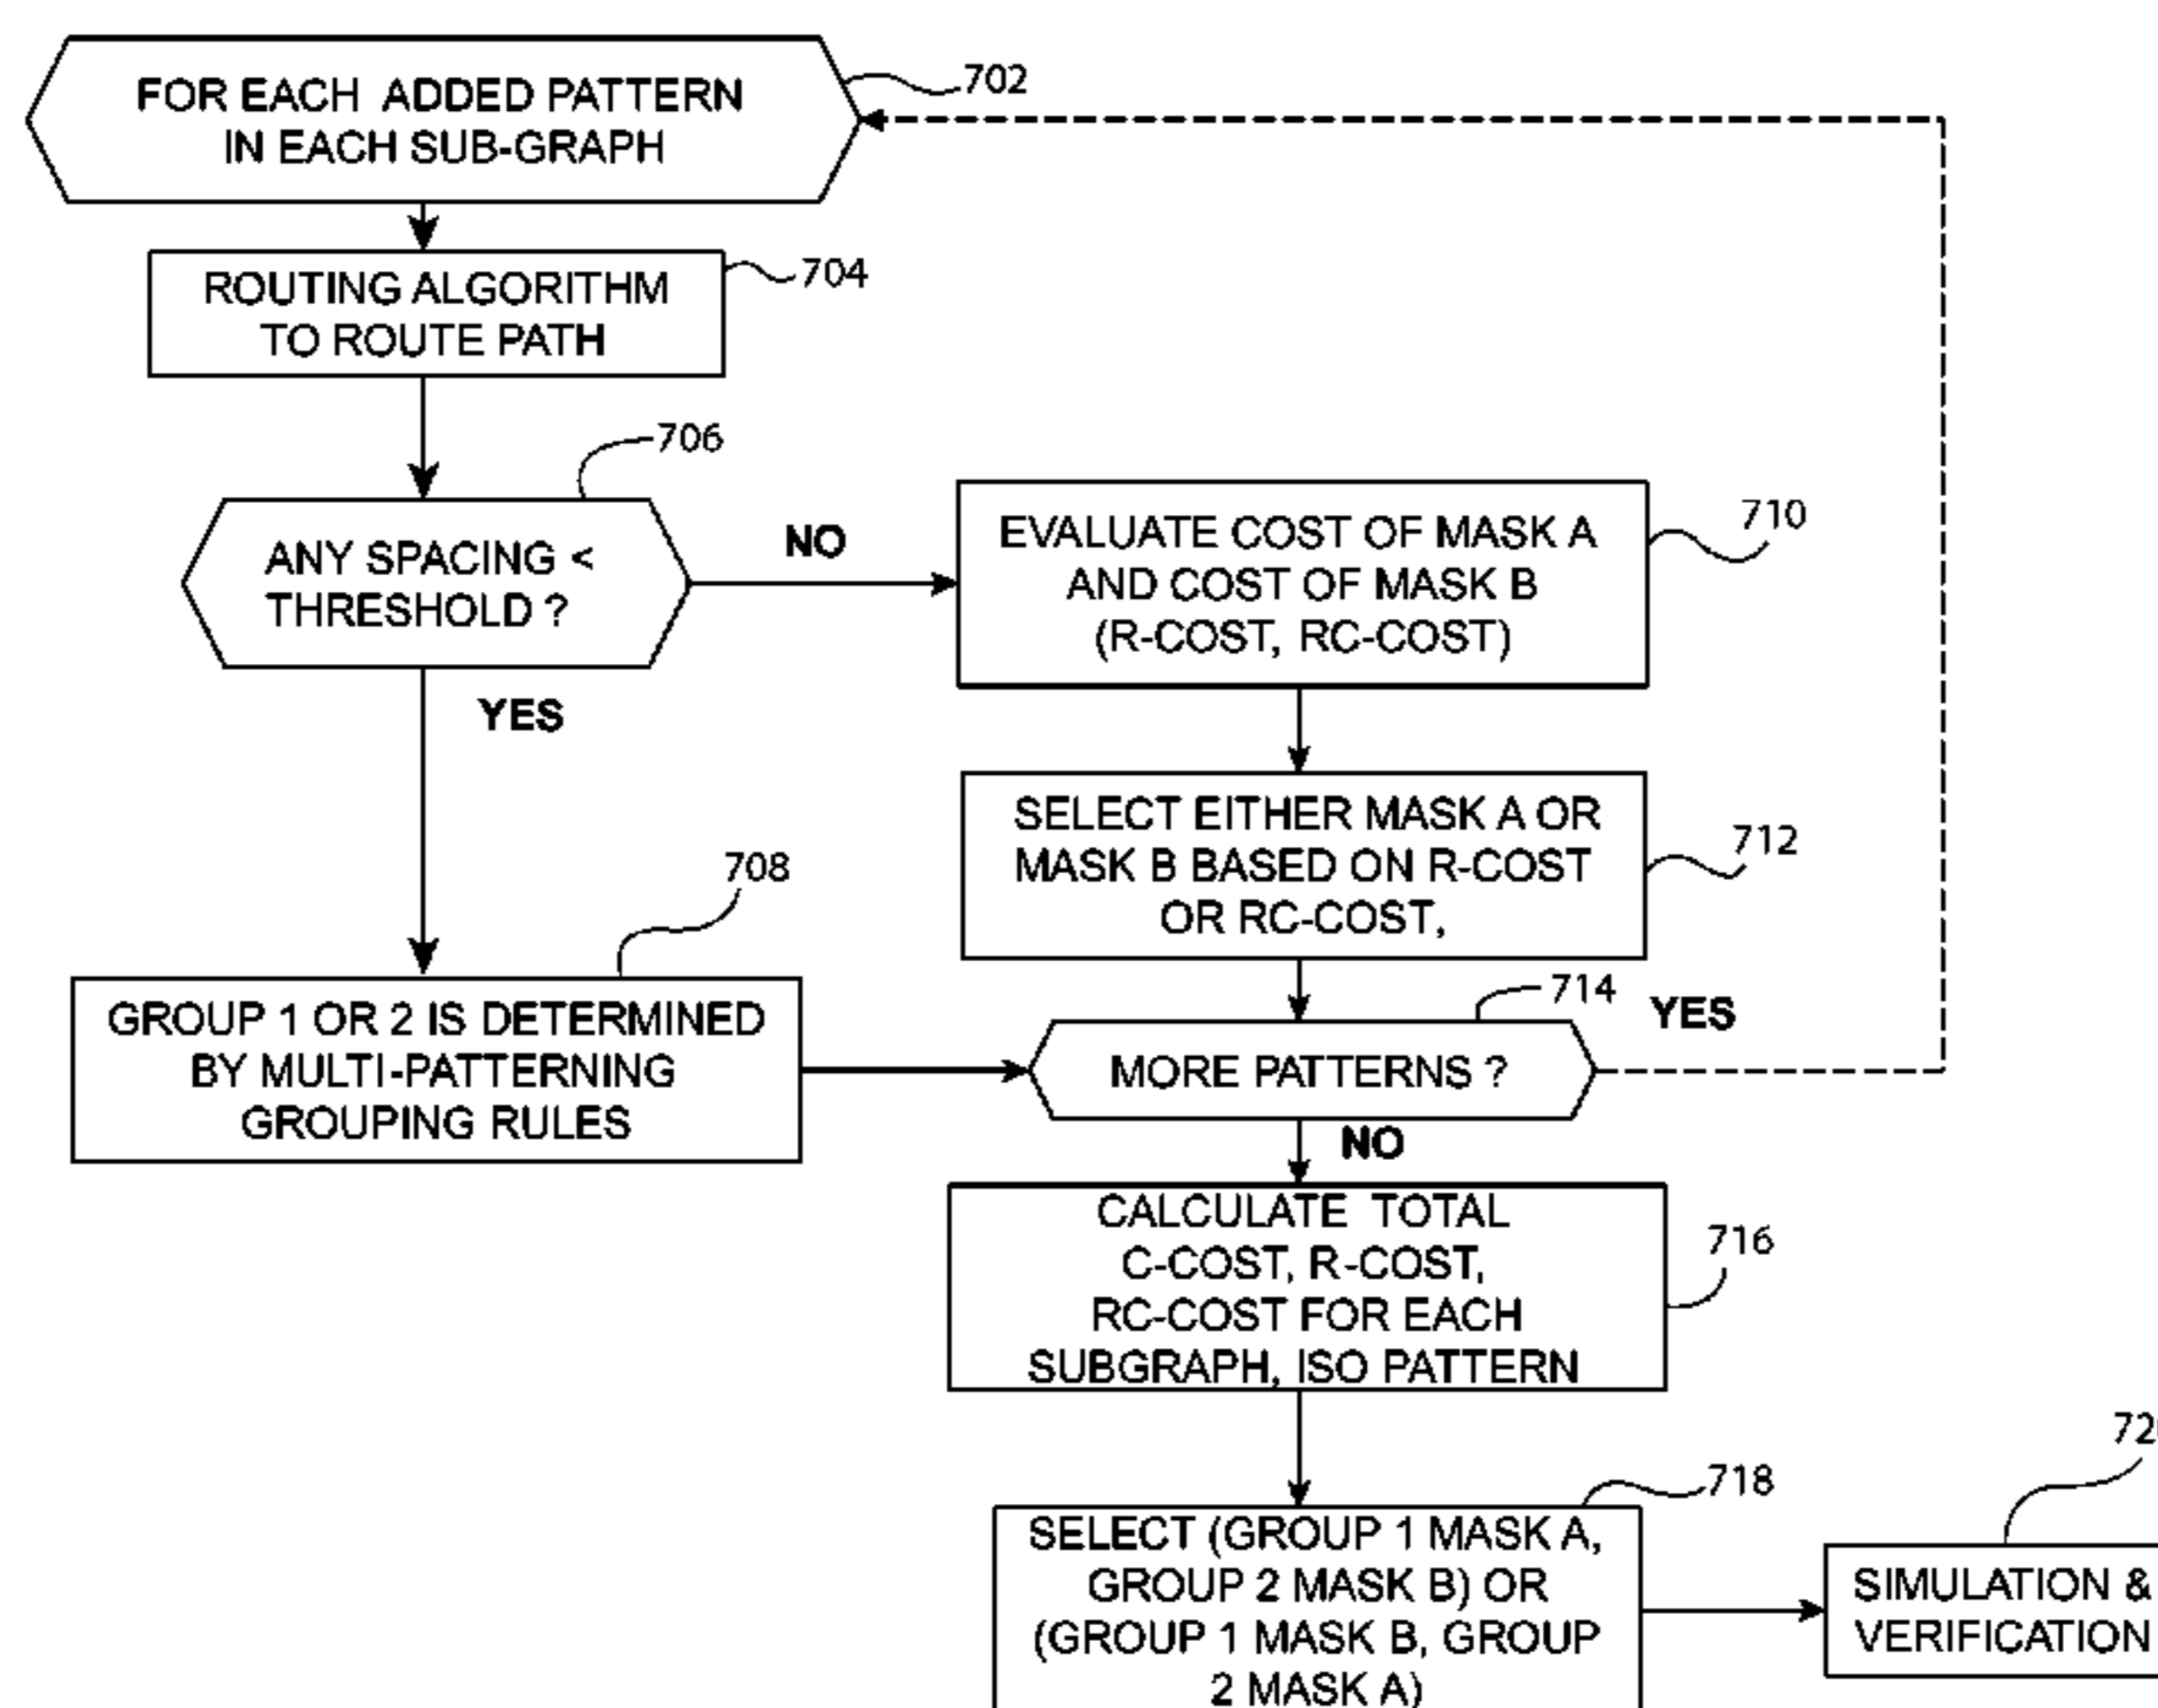 FOR EACH ADDED PATTERN
IN EACH SUB-GRAPH
702
ROUTING ALGORITHM
TO ROUTE PATH
704
706
ANY SPACING <
THRESHOLD ?
NO
YES
EVALUATE COST OF MASK A
AND COST OF MASK B
(R-COST, RC-COST)
710
SELECT EITHER MASK A OR
MASK B BASED ON R-COST
OR RC-COST,
712
708
GROUP 1 OR 2 IS DETERMINED
BY MULTI-PATTERNING
GROUPING RULES
714
YES
MORE PATTERNS ?
NO
CALCULATE TOTAL
C-COST, R-COST,
RC-COST FOR EACH
SUBGRAPH, ISO PATTERN
716
718
SELECT (GROUP 1 MASK A,
GROUP 2 MASK B) OR
(GROUP 1 MASK B, GROUP
2 MASK A)
SIMULATION &
VERIFICATION